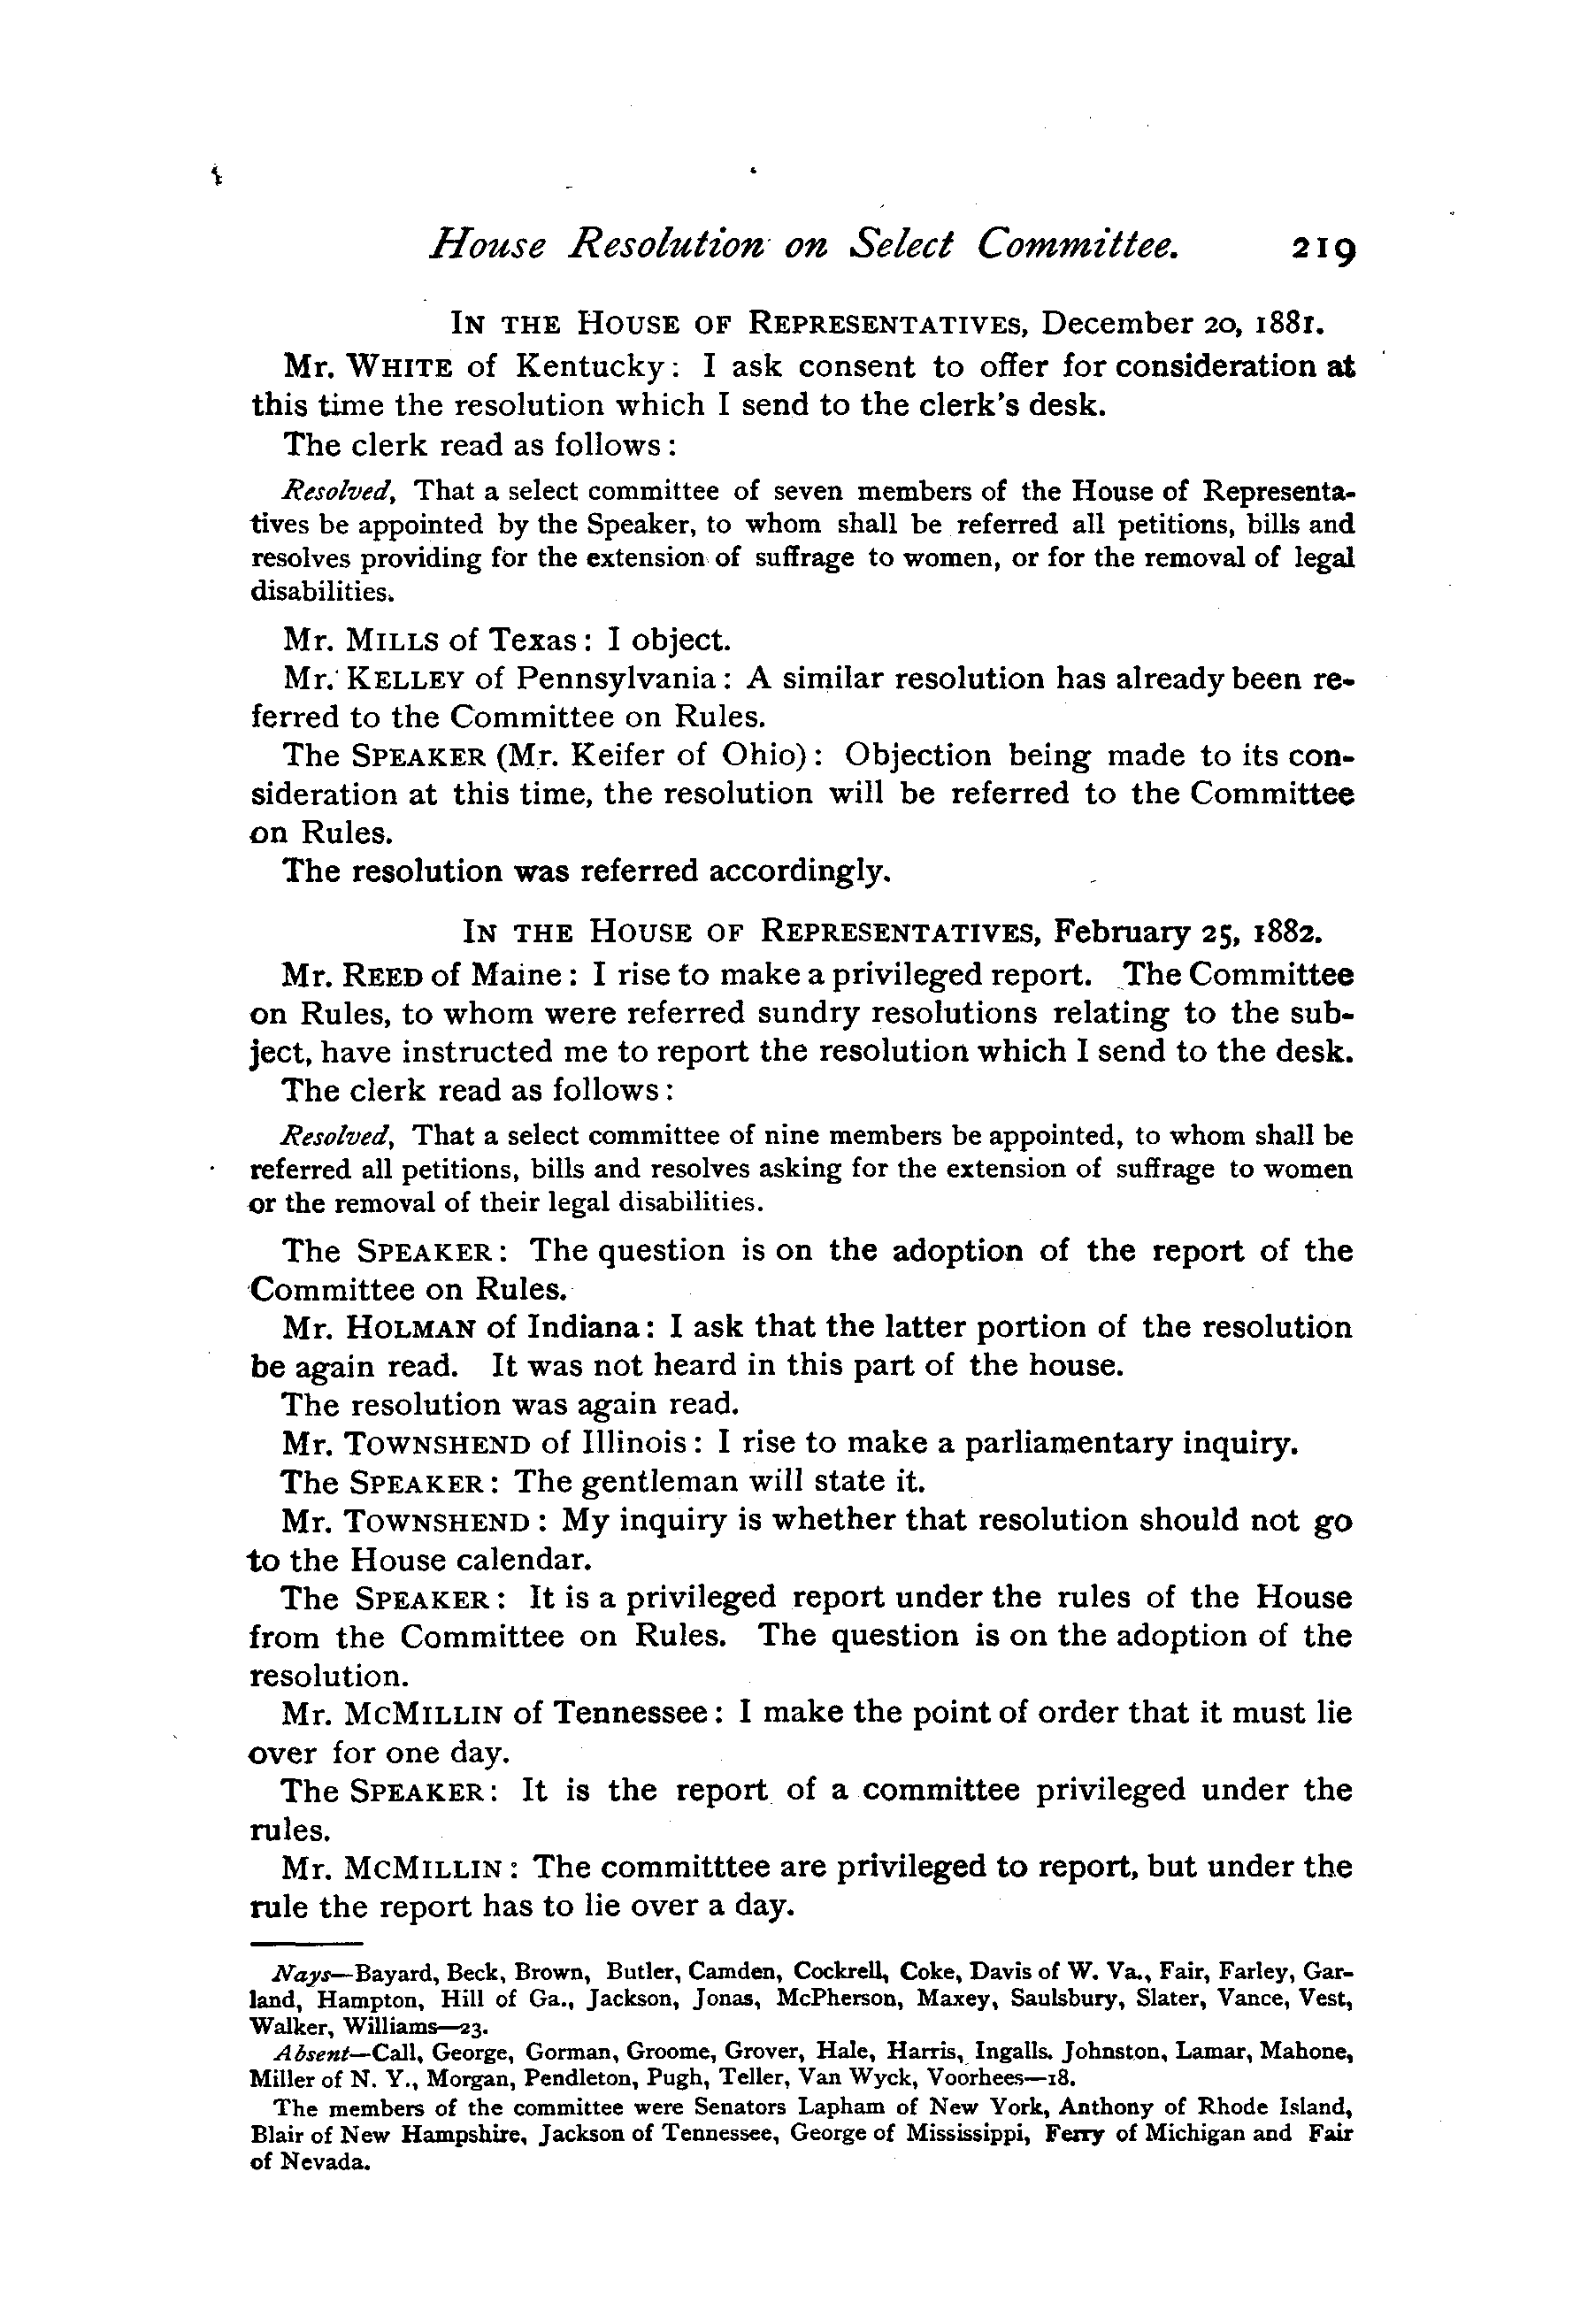 House Resolution on Select Committee. 219
IN THE HOUSE OF REPRESENTATIVES, December 20, 1881.
Mr. WHITE of Kentucky: I ask consent to offer for consideration at
this time the resolution which I send to the clerk's desk.
The clerk read as follows:
Resolved, That a select committee of seven members of the House of Representa-
tives be appointed by the Speaker, to whom shall be referred all petitions, bills and
resolves providing for the extension of suffrage to women, or for the removal of legal
disabilities.
Mr. MILLS of Texas: I object.
Mr. KELLEY of Pennsylvania: A similar resolution has already been re-
ferred to the Committee on Rules.
The SPEAKER (Mr. Keifer of Ohio): Objection being made to its con-
sideration at this time, the resolution will be referred to the Committee
on Rules.
The resolution was referred accordingly.
IN THE HOUSE OF REPRESENTATIVES, February 25, 1882.
Mr. REED of Maine: I rise to make a privileged report. The Committee
on Rules, to whom were referred sundry resolutions relating to the sub-
ject, have instructed me to report the resolution which I send to the desk.
The clerk read as follows:
Resolved, That a select committee of nine members be appointed, to whom shall be
referred all petitions, bills and resolves asking for the extension of suffrage to women
or the removal of their legal disabilities.
The SPEAKER: The question is on the adoption of the report of the
Committee on Rules.
Mr. HOLMAN of Indiana: I ask that the latter portion of the resolution
be again read. It was not heard in this part of the house.
The resolution was again read.
Mr. TOWNSHEND of Illinois: I rise to make a parliamentary inquiry.
The SPEAKER: The gentleman will state it.
Mr. TOWNSHEND: My inquiry is whether that resolution should not go
to the House calendar.
The SPEAKER: It is a privileged report under the rules of the House
from the Committee on Rules. The question is on the adoption of the
resolution.
Mr. MCMILLIN of Tennessee: I make the point of order that it must lie
over for one day.
The SPEAKER: It is the report of a committee privileged under the
rules.
Mr. MCMILLIN: The committtee are privileged to report, but under the
rule the report has to lie over a day.
Nays—Bayard, Beck, Brown, Butler, Camden, Cockrell, Coke, Davis of W. Va., Fair, Farley, Gar-
land, Hampton, Hill of Ga., Jackson, Jonas, McPherson, Maxey, Saulsbury, Slater, Vance, Vest,
Walker, Williams—23.
Absent—Call, George, Gorman, Groome, Grover, Hale, Harris, Ingalls. Johnston, Lamar, Mahone,
Miller of N. Y., Morgan, Pendleton, Pugh, Teller, Van Wyck, Voorhees—18.
The members of the committee were Senators Lapham of New York, Anthony of Rhode Island,
Blair of New Hampshire, Jackson of Tennessee, George of Mississippi, Ferry of Michigan and Fair
of Nevada.